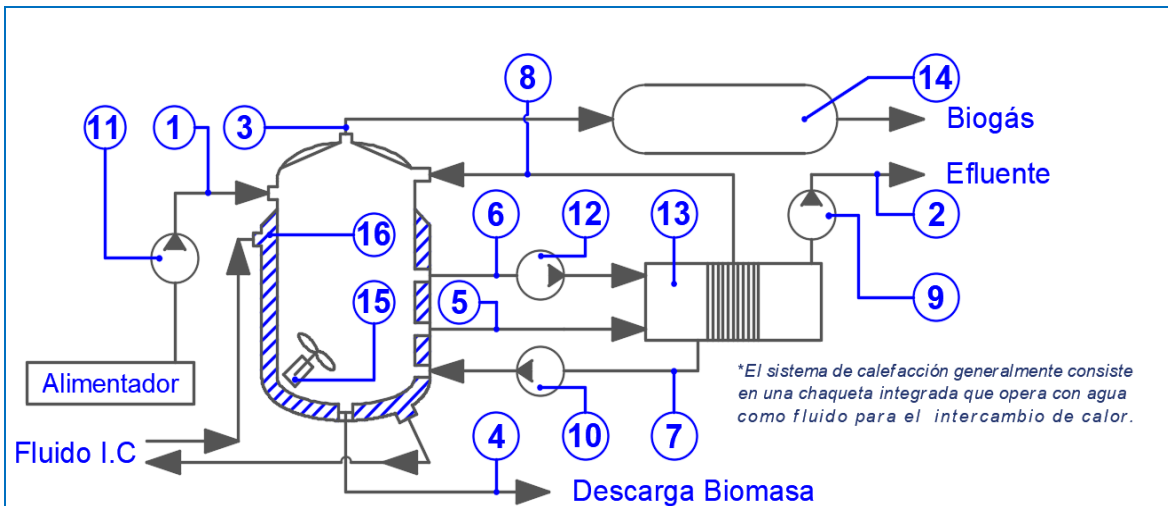 8
14
11
1
3
Biogás
Efluente
6
12
13
2
16
15
5
9
Alimentador
*El sistema de calefacción generalmente consiste
en una chaqueta integrada que opera con agua
como fluido para el intercambio de calor.
Fluido I.C
4
10
7
Descarga Biomasa